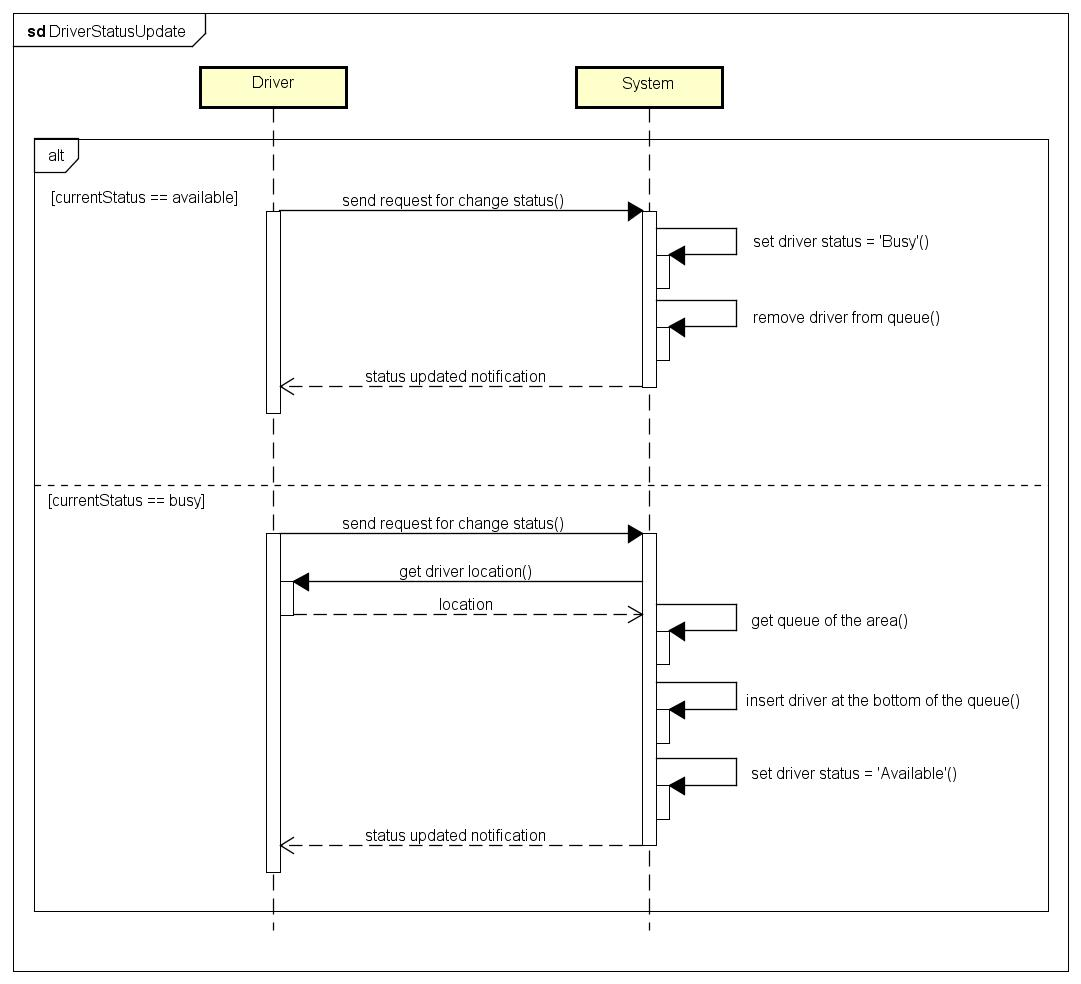 sd DriverStatusUpdate
Driver
System
alt
[currentStatus == available]
send request for change status()
set driver status = 'Busy'()
remove driver from queue()
status updated notification
[currentStatus == busy]
send request for change status()
get driver location()
location
get queue of the area()
insert driver at the bottom of the queue()
set driver status = 'Available'()
status updated notification